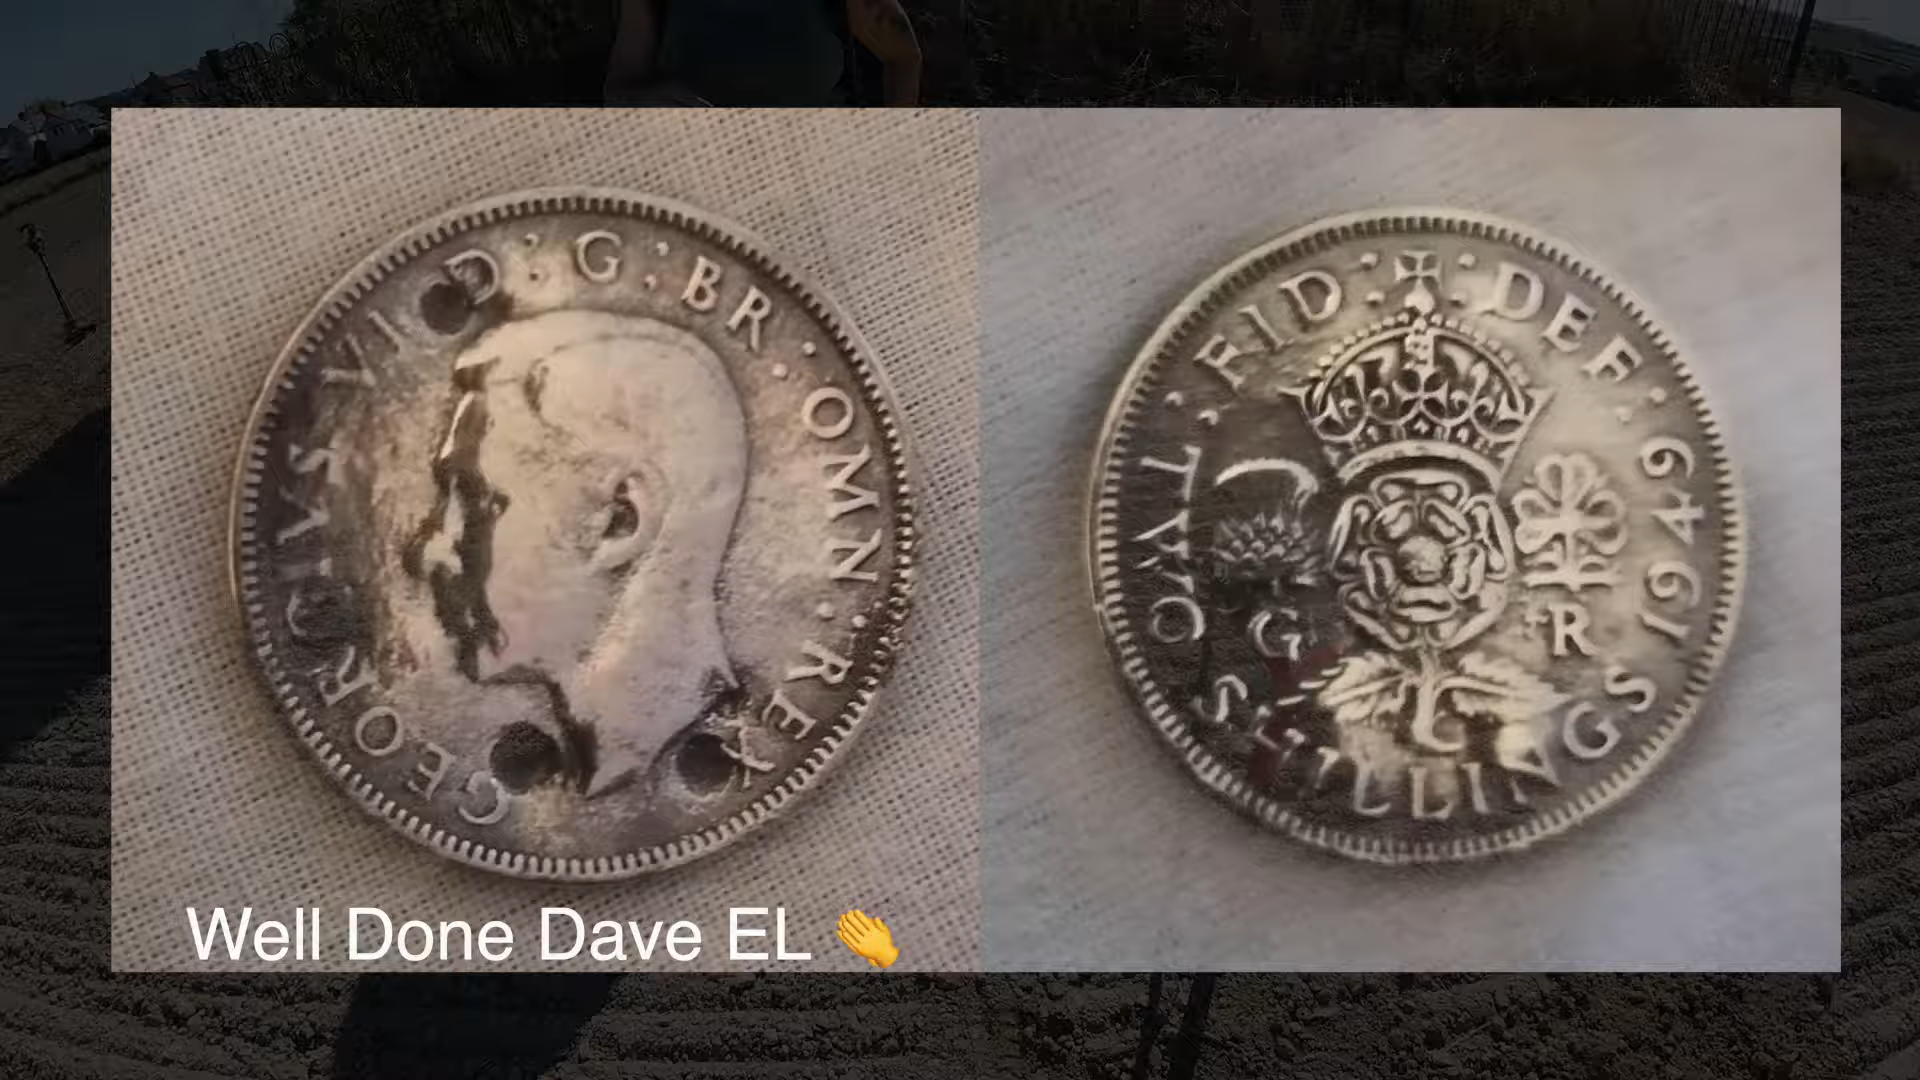 GEORGIVS VI D : G : BR : OMN : REX
FID : DEF
TWO SHILLINGS 1949
G R
Well Done Dave EL 👏